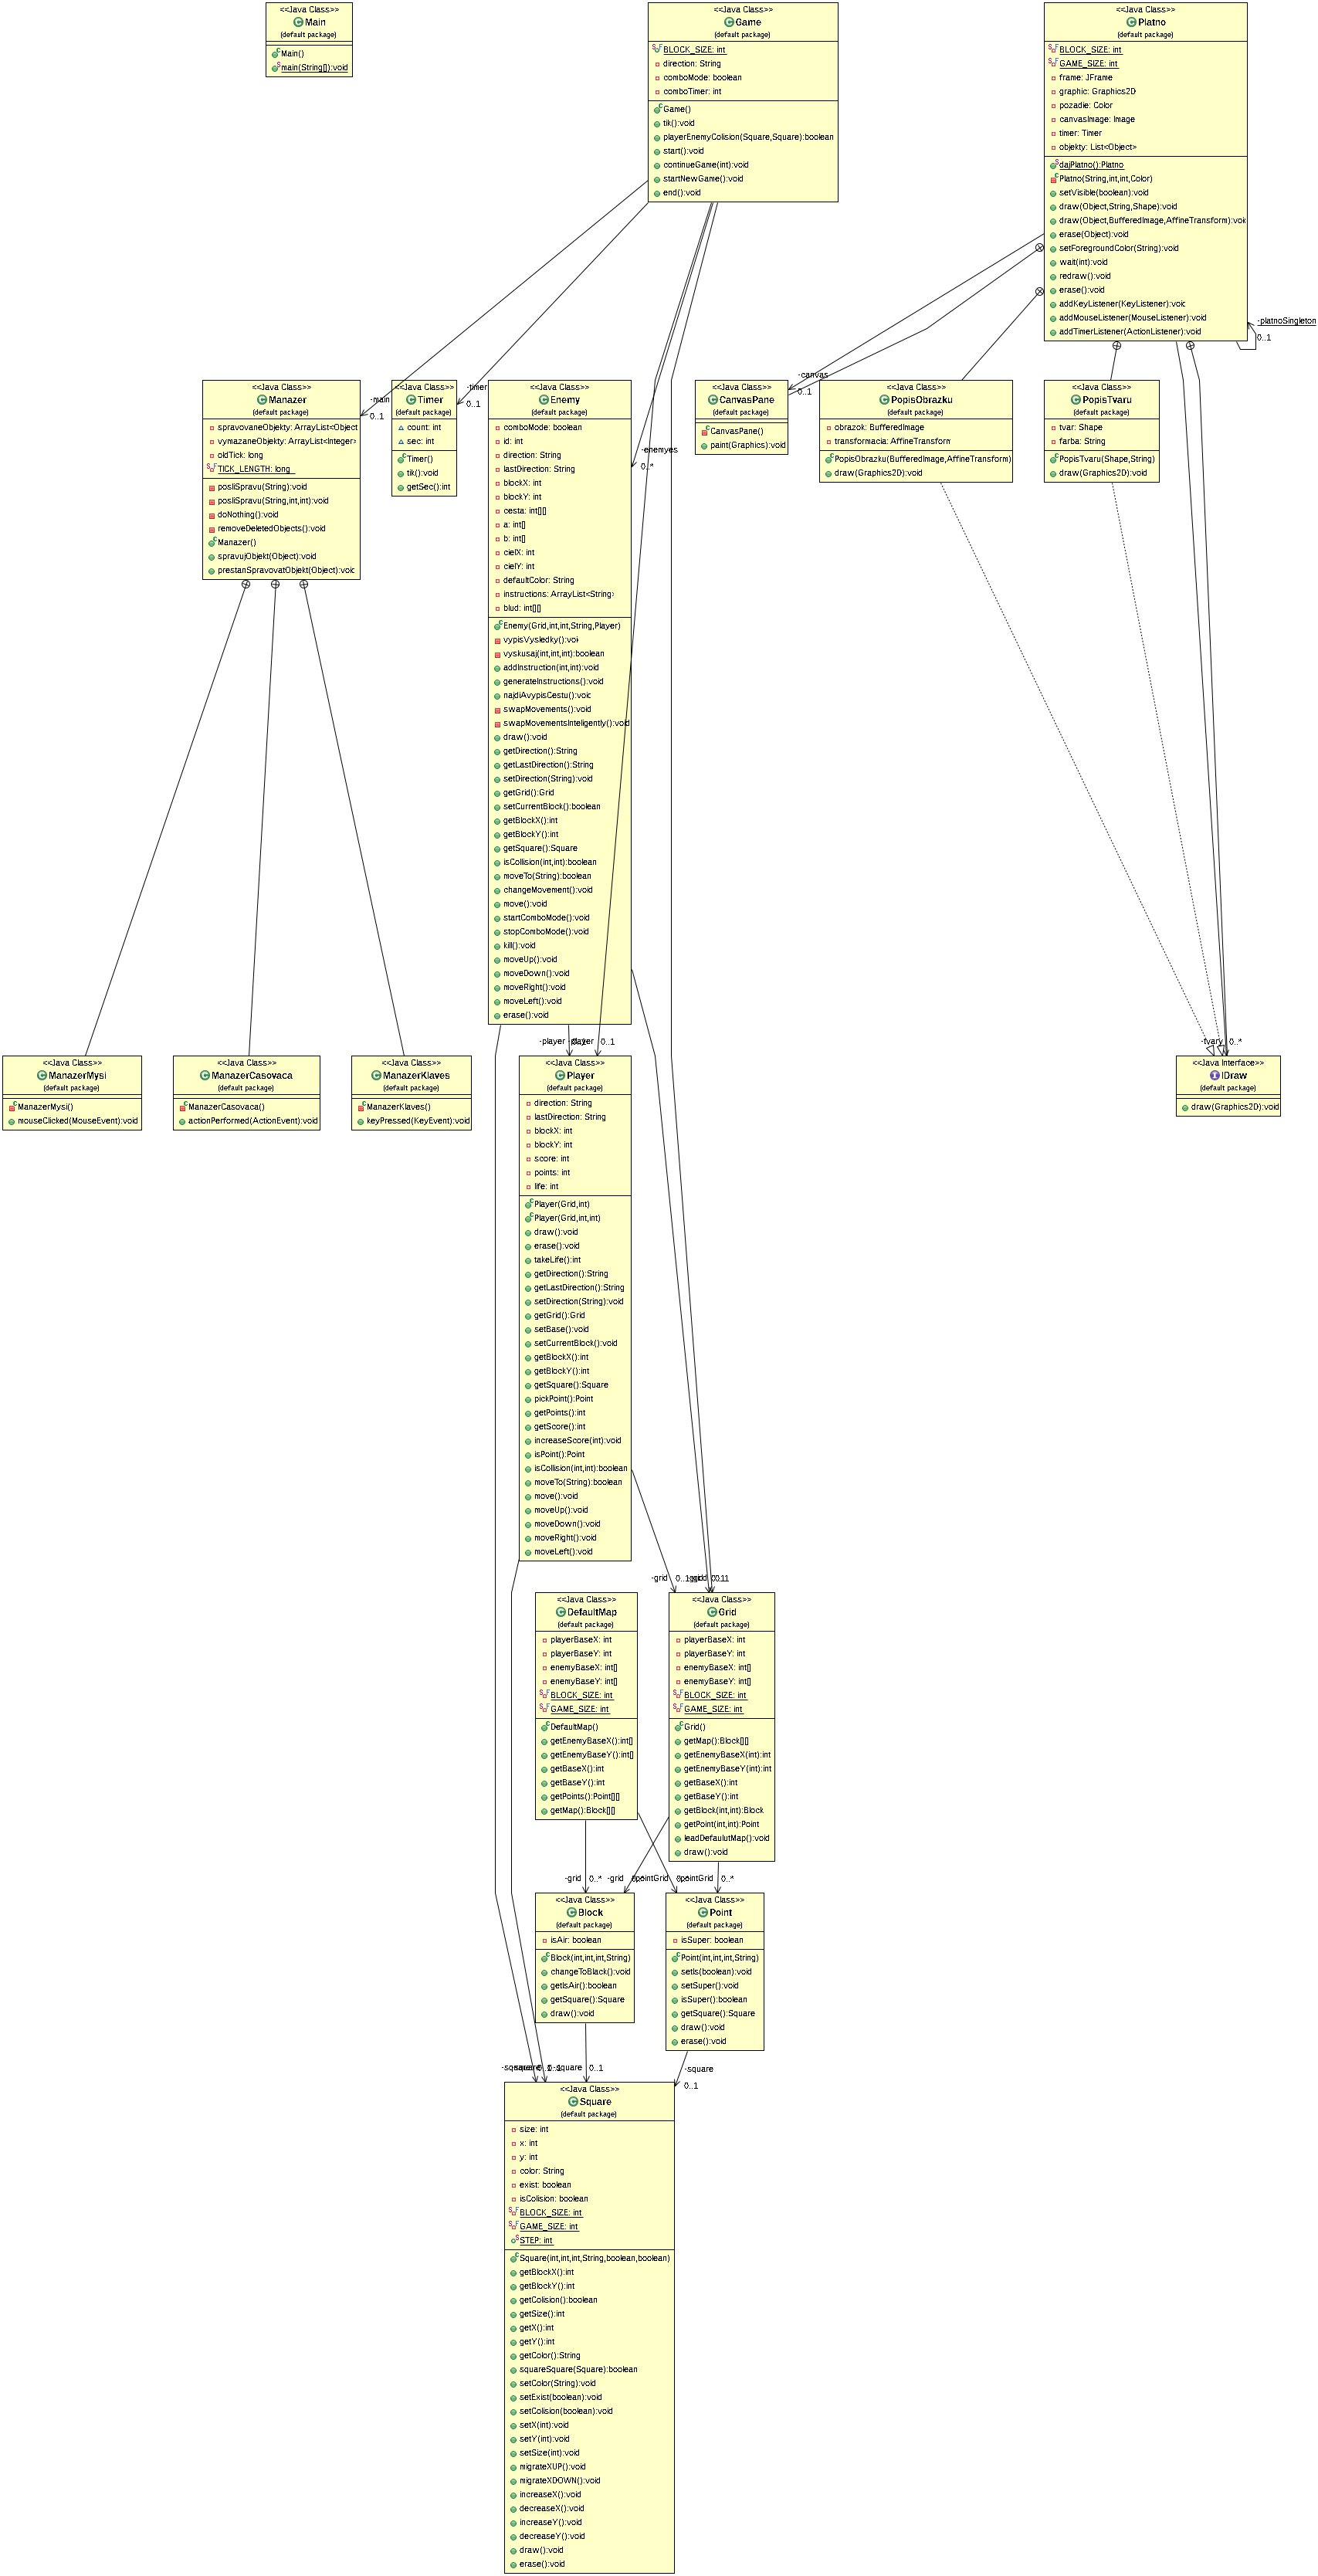 <<Java Class>>
Main
(default package)
Main()
main(String[]):void
<<Java Class>>
Game
(default package)
BLOCK_SIZE: int
direction: String
comboMode: boolean
comboTimer: int
Game()
tik():void
playerEnemyColision(Square,Square):boolean
start():void
continueGame(int):void
startNewGame():void
end():void
<<Java Class>>
Platno
(default package)
BLOCK_SIZE: int
GAME_SIZE: int
frame: JFrame
graphic: Graphics2D
pozadie: Color
canvasImage: Image
timer: Timer
objekty: List<Object>
dajPlatno():Platno
Platno(String,int,int,Color)
setVisible(boolean):void
draw(Object,String,Shape):void
draw(Object,BufferedImage,AffineTransform):void
erase(Object):void
setForegroundColor(String):void
wait(int):void
redraw():void
erase():void
addKeyListener(KeyListener):void
addMouseListener(MouseListener):void
addTimerListener(ActionListener):void
-platnoSingleton
0..1
-main
0..1
-timer
0..1
-enemyes
0..*
-canvas
0..1
<<Java Class>>
Manazer
(default package)
spravovaneObjekty: ArrayList<Object
vymazaneObjekty: ArrayList<Integer>
oldTick: long
TICK_LENGTH: long
posliSpravu(String):void
posliSpravu(String,int,int):void
doNothing():void
removeDeletedObjects():void
Manazer()
spravujObjekt(Object):void
prestanSpravovatObjekt(Object):void
<<Java Class>>
Timer
(default package)
count: int
sec: int
Timer()
tik():void
getSec():int
<<Java Class>>
Enemy
(default package)
comboMode: boolean
id: int
direction: String
lastDirection: String
blockX: int
blockY: int
cesta: int[][]
a: int[]
b: int[]
cielX: int
cielY: int
defaultColor: String
instructions: ArrayList<String>
blud: int[][]
Enemy(Grid,int,int,String,Player)
vypisVysledky():voi
vyskusaj(int,int,int):boolean
addInstruction(int,int):void
generateInstructions():void
najdiAvypisCestu():void
swapMovements():void
swapMovementsInteligently():void
draw():void
getDirection():String
getLastDirection():String
setDirection(String):void
getGrid():Grid
setCurrentBlock():boolean
getBlockX():int
getBlockY():int
getSquare():Square
isCollision(int,int):boolean
moveTo(String):boolean
changeMovement():void
move():void
startComboMode():void
stopComboMode():void
kill():void
moveUp():void
moveDown():void
moveRight():void
moveLeft():void
erase():void
<<Java Class>>
CanvasPane
(default package)
CanvasPane()
paint(Graphics):void
<<Java Class>>
PopisObrazku
(default package)
obrazok: BufferedImage
transformacia: AffineTransform
PopisObrazku(BufferedImage,AffineTransform)
draw(Graphics2D):void
<<Java Class>>
PopisTvaru
(default package)
tvar: Shape
farba: String
PopisTvaru(Shape,String)
draw(Graphics2D):void
<<Java Class>>
ManazerMysi
(default package)
ManazerMysi()
mouseClicked(MouseEvent):void
<<Java Class>>
ManazerCasovaca
(default package)
ManazerCasovaca()
actionPerformed(ActionEvent):void
<<Java Class>>
ManazerKlaves
(default package)
ManazerKlaves()
keyPressed(KeyEvent):void
-player
-player
0..1
-tvary
0..*
<<Java Interface>>
IDraw
(default package)
draw(Graphics2D):void
<<Java Class>>
Player
(default package)
direction: String
lastDirection: String
blockX: int
blockY: int
score: int
points: int
life: int
Player(Grid,int)
Player(Grid,int,int)
draw():void
erase():void
takeLife():int
getDirection():String
getLastDirection():String
setDirection(String):void
getGrid():Grid
setBase():void
setCurrentBlock():void
getBlockX():int
getBlockY():int
getSquare():Square
pickPoint():Point
getPoints():int
getScore():int
increaseScore(int):void
isPoint():Point
isCollision(int,int):boolean
moveTo(String):boolean
move():void
moveUp():void
moveDown():void
moveRight():void
moveLeft():void
-grid
<<Java Class>>
DefaultMap
(default package)
playerBaseX: int
playerBaseY: int
enemyBaseX: int[]
enemyBaseY: int[]
BLOCK_SIZE: int
GAME_SIZE: int
DefaultMap()
getEnemyBaseX():int[]
getEnemyBaseY():int[]
getBaseX():int
getBaseY():int
getPoints():Point[][]
getMap():Block[][]
<<Java Class>>
Grid
(default package)
playerBaseX: int
playerBaseY: int
enemyBaseX: int[]
enemyBaseY: int[]
BLOCK_SIZE: int
GAME_SIZE: int
Grid()
getMap():Block[][]
getEnemyBaseX(int):int
getEnemyBaseY(int):int
getBaseX():int
getBaseY():int
getBlock(int,int):Block
getPoint(int,int):Point
leadDefaulutMap():void
draw():void
-grid
0..*
-grid
pointGrid
0..*
<<Java Class>>
Block
(default package)
isAir: boolean
Block(int,int,int,String)
changeToBlack():void
getIsAir():boolean
getSquare():Square
draw():void
<<Java Class>>
Point
(default package)
isSuper: boolean
Point(int,int,int,String)
setIs(boolean):void
setSuper():void
isSuper():boolean
getSquare():Square
draw():void
erase():void
-square
0..1
-square
0..1
<<Java Class>>
Square
(default package)
size: int
x: int
y: int
color: String
exist: boolean
isColision: boolean
BLOCK_SIZE: int
GAME_SIZE: int
STEP: int
Square(int,int,int,String,boolean,boolean)
getBlockX():int
getBlockY():int
getColision():boolean
getSize():int
getX():int
getY():int
getColor():String
squareSquare(Square):boolean
setColor(String):void
setExist(boolean):void
setColision(boolean):void
setX(int):void
setY(int):void
setSize(int):void
migrateXUP():void
migrateXDOWN():void
increaseX():void
decreaseX():void
increaseY():void
decreaseY():void
draw():void
erase():void